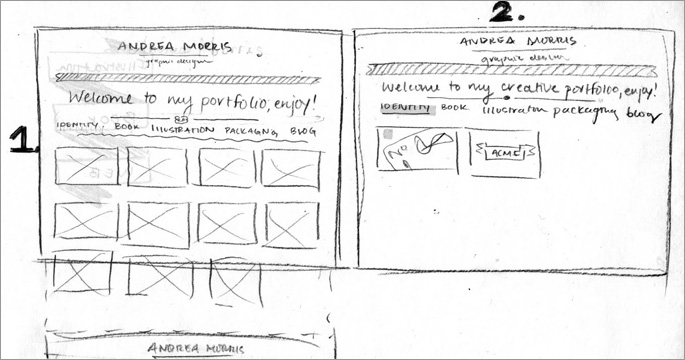 1.
ANDREA MORRIS
graphic designer
Welcome to my portfolio, enjoy!
IDENTITY. BOOK ILLUSTRATION PACKAGING BLOG
2.
ANDREA MORRIS
graphic designer
Welcome to my creative portfolio, enjoy!
IDENTITY BOOK illustration packaging blog
No
ACME
ANDREA MORRIS